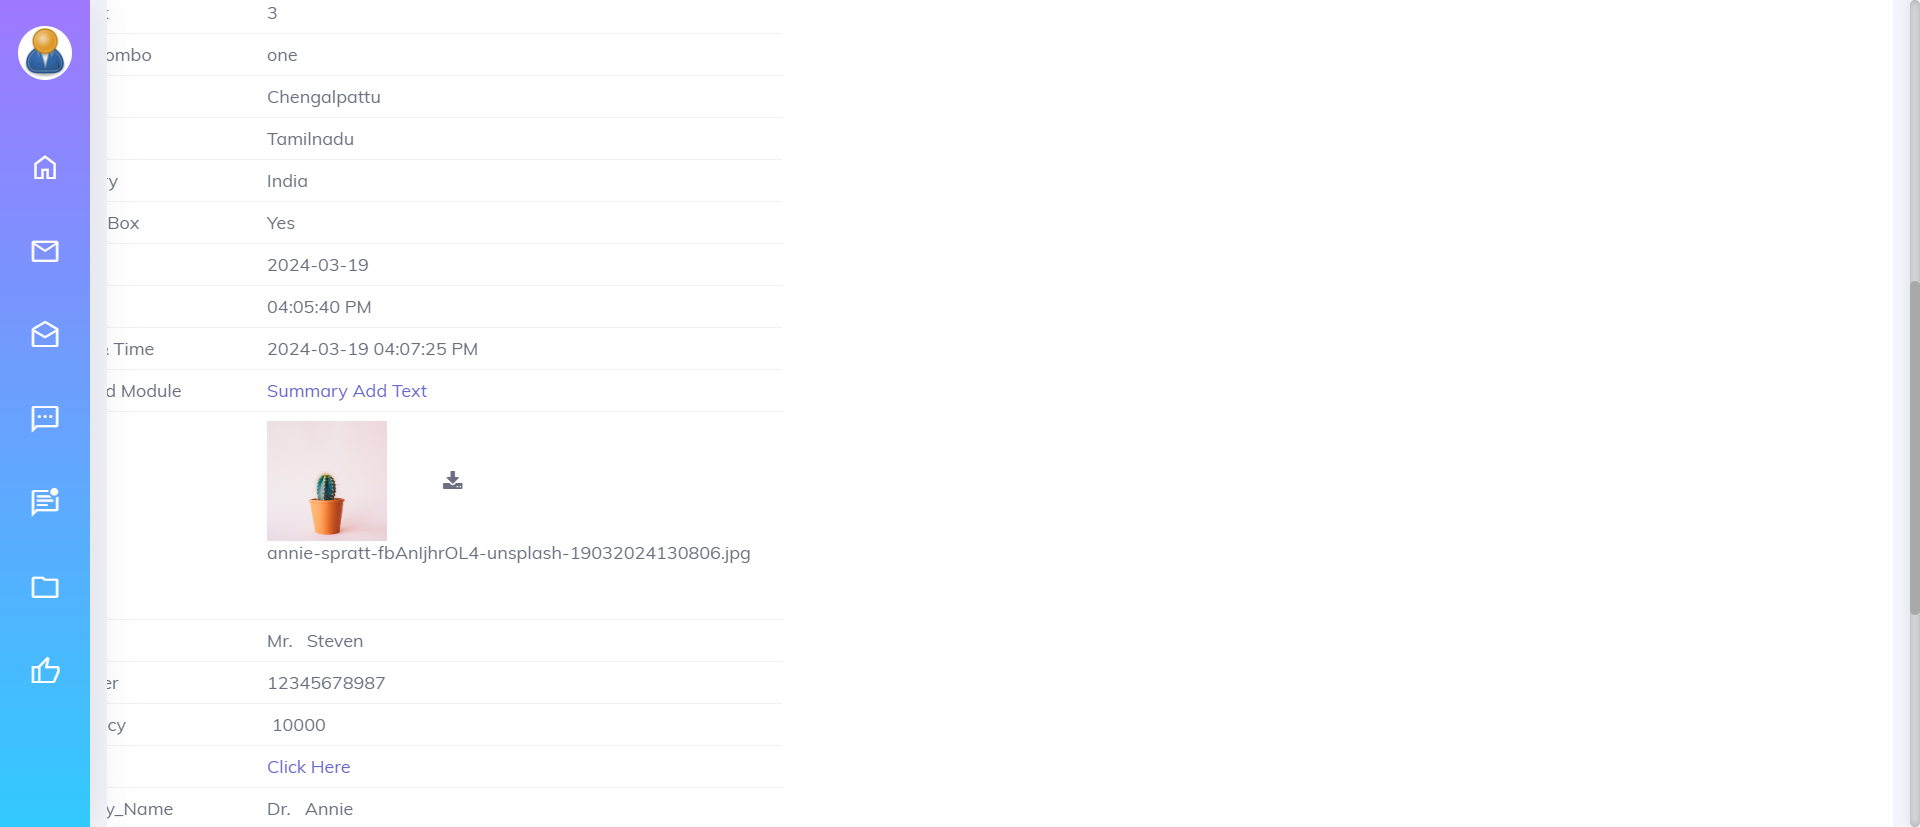 3
ombo one
Chengalpattu
Tamilnadu
ry India
Box Yes
2024-03-19
04:05:40 PM
& Time 2024-03-19 04:07:25 PM
d Module Summary Add Text
annie-spratt-fbAnIjhrOL4-unsplash-19032024130806.jpg
Mr. Steven
er 12345678987
cy 10000
Click Here
y_Name Dr. Annie